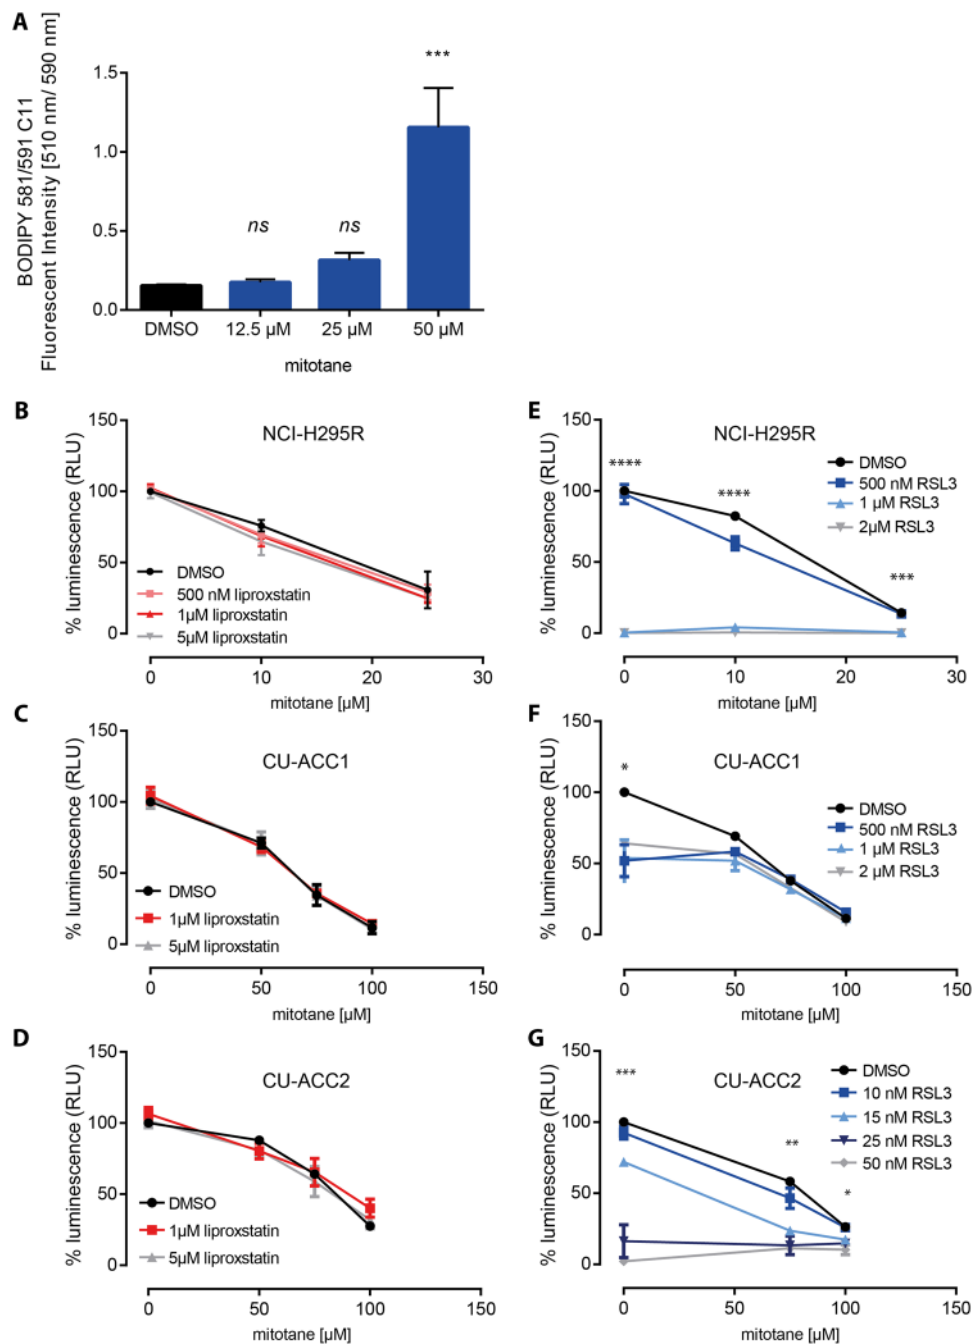 A
BODIPY 581/591 C11
Fluorescent Intensity [510 nm/ 590 nm]
1.5
1.0
0.5
0.0
ns
ns
***
DMSO
12.5 µM
25 µM
50 µM
mitotane
B
% luminescence (RLU)
150
100
50
0
NCI-H295R
DMSO
500 nM liproxstatin
1µM liproxstatin
5µM liproxstatin
0
10
20
30
mitotane [µM]
E
% luminescence (RLU)
150
100
50
0
NCI-H295R
****
****
***
DMSO
500 nM RSL3
1 µM RSL3
2µM RSL3
0
10
20
30
mitotane [µM]
C
% luminescence (RLU)
150
100
50
0
CU-ACC1
DMSO
1µM liproxstatin
5µM liproxstatin
0
50
100
150
mitotane [µM]
F
% luminescence (RLU)
150
100
50
0
CU-ACC1
*
DMSO
500 nM RSL3
1 µM RSL3
2 µM RSL3
0
50
100
150
mitotane [µM]
D
% luminescence (RLU)
150
100
50
0
CU-ACC2
DMSO
1µM liproxstatin
5µM liproxstatin
0
50
100
150
mitotane [µM]
G
% luminescence (RLU)
150
100
50
0
CU-ACC2
***
**
*
DMSO
10 nM RSL3
15 nM RSL3
25 nM RSL3
50 nM RSL3
0
50
100
150
mitotane [µM]